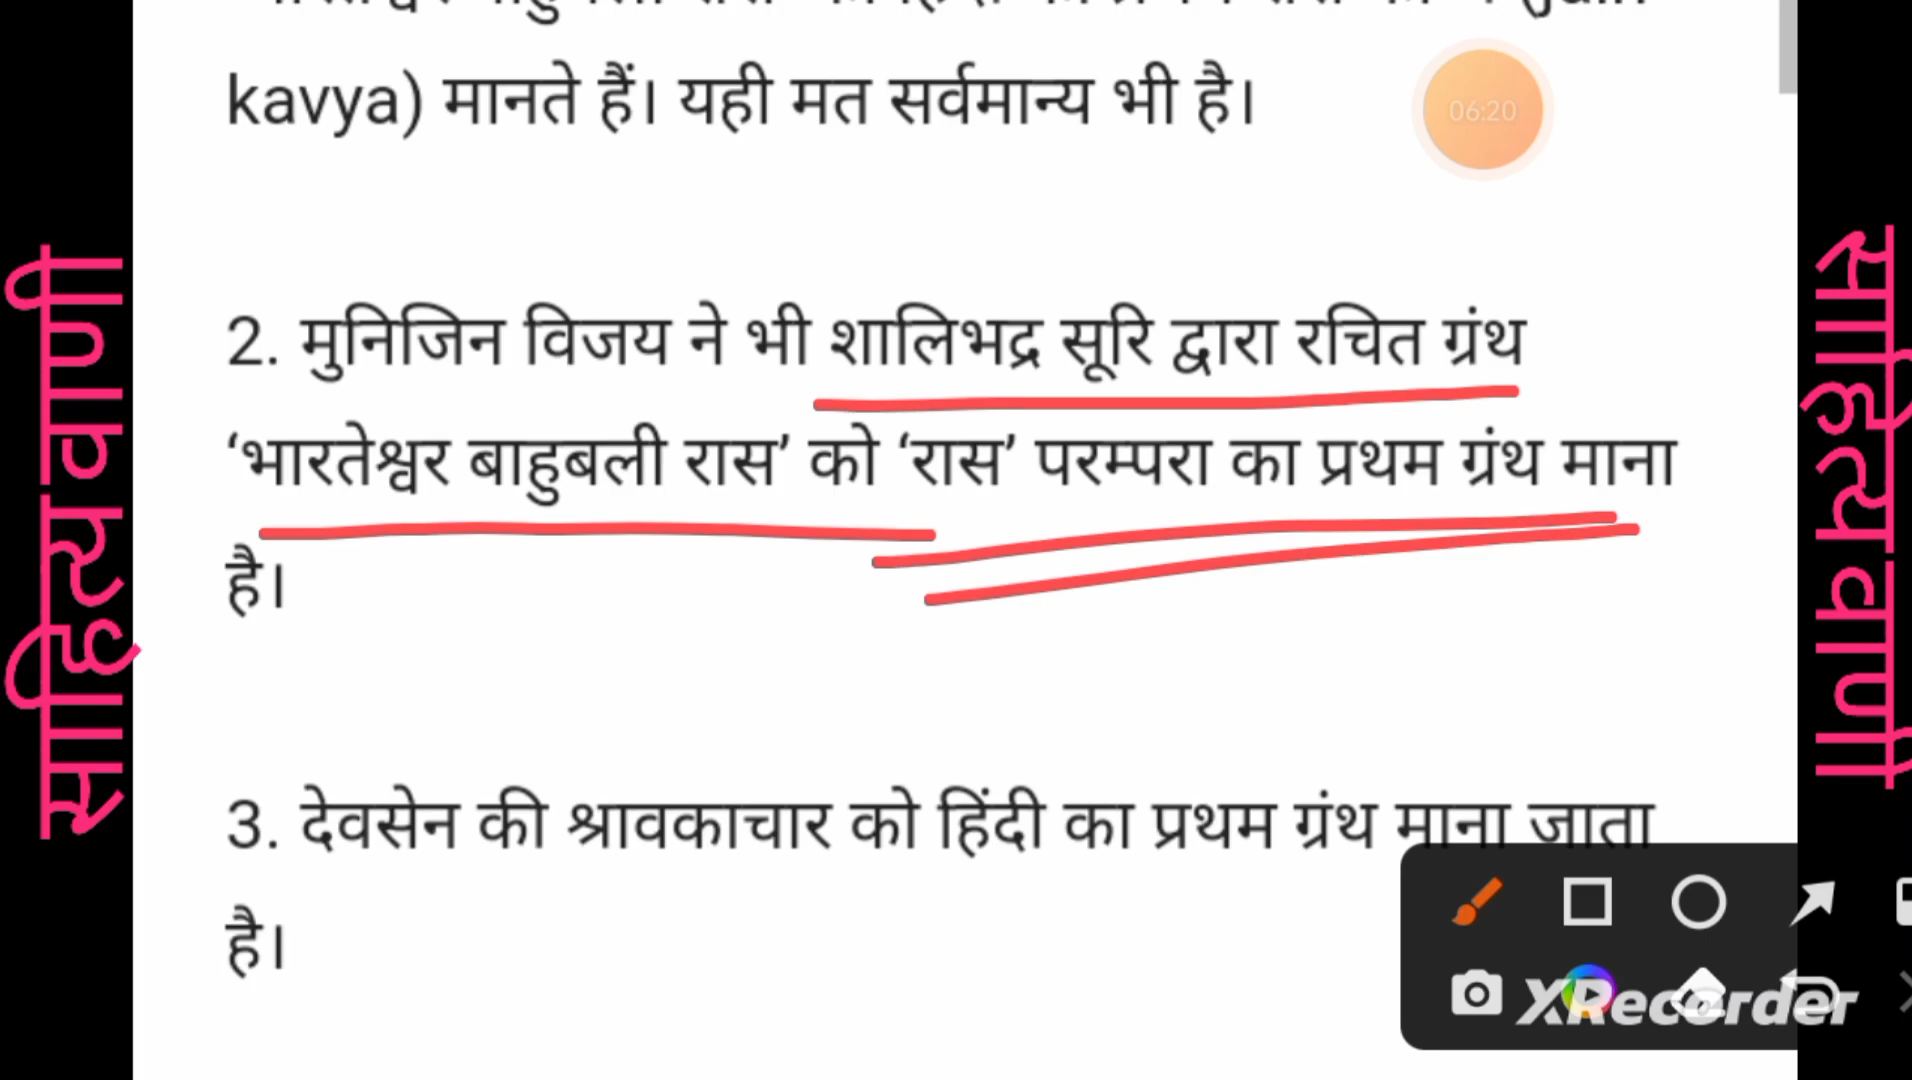 kavya) मानते हैं। यही मत सर्वमान्य भी है।
06:20
2. मुनिजिन विजय ने भी शालिभद्र सूरि द्वारा रचित ग्रंथ
‘भारतेश्वर बाहुबली रास’ को ‘रास’ परम्परा का प्रथम ग्रंथ माना
है।
3. देवसेन की श्रावकाचार को हिंदी का प्रथम ग्रंथ माना जाता
है।
साहित्यवाणी
साहित्यवाणी
XRecorder